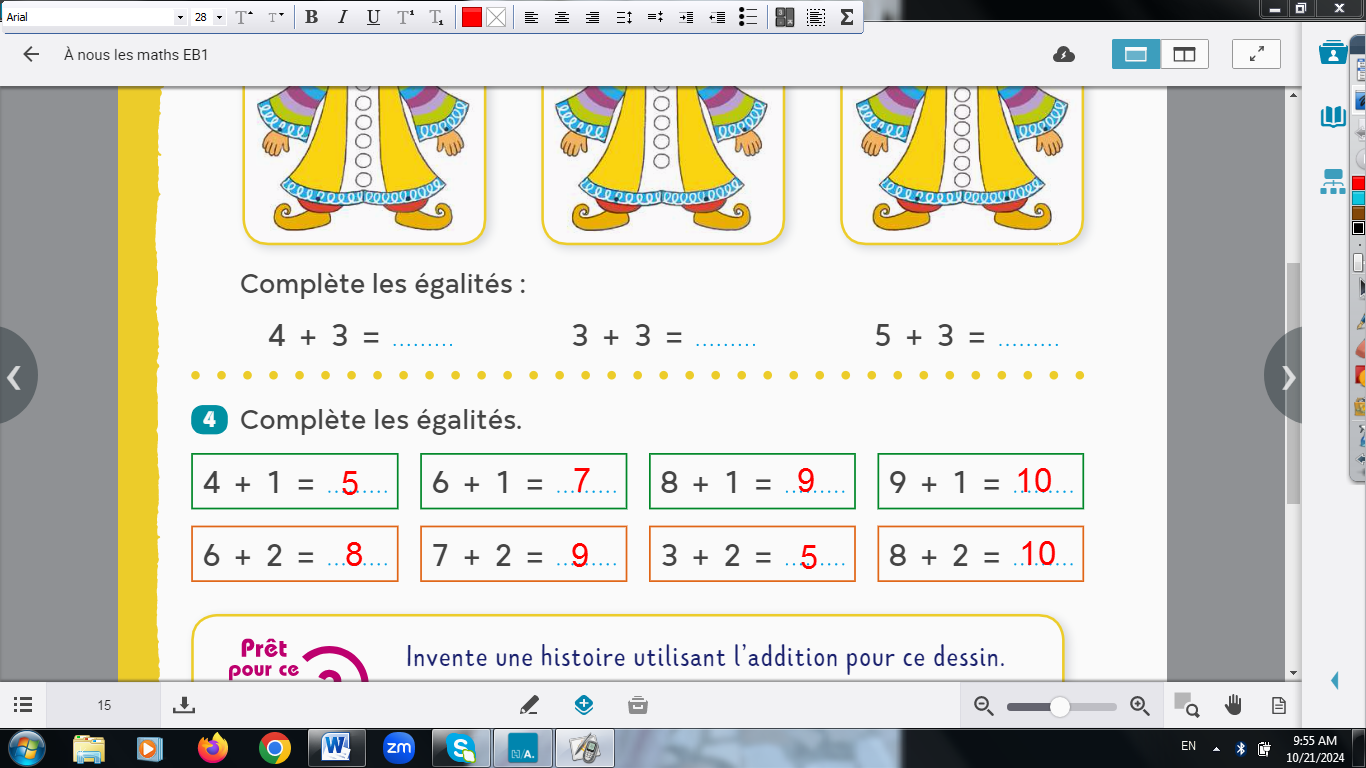 Arial 28 B I U T T Σ
À nous les maths EB1
Complète les égalités :
4 + 3 = ......... 3 + 3 = ......... 5 + 3 = .........
4 Complète les égalités.
4 + 1 = 5 6 + 1 = 7 8 + 1 = 9 9 + 1 = 10
6 + 2 = 8 7 + 2 = 9 3 + 2 = 5 8 + 2 = 10
Prêt
pour ce
Invente une histoire utilisant l'addition pour ce dessin.
15
zm
EN
9:55 AM
10/21/2024